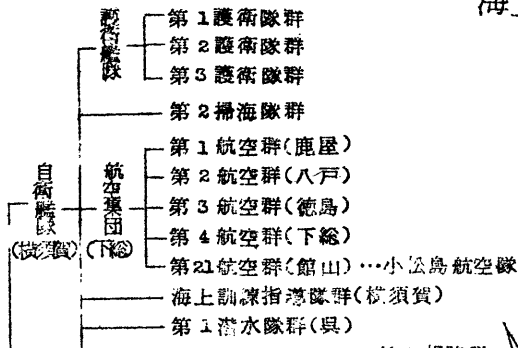 海上
護衛艦隊
第1護衛隊群
第2護衛隊群
第3護衛隊群
第2掃海隊群
自衛艦隊
(横須賀)
航空集団
(下総)
第1航空群(鹿屋)
第2航空群(八戸)
第3航空群(徳島)
第4航空群(下総)
第21航空群(館山)…小松島航空隊
海上訓練指導隊群(横須賀)
第1潜水隊群(呉)